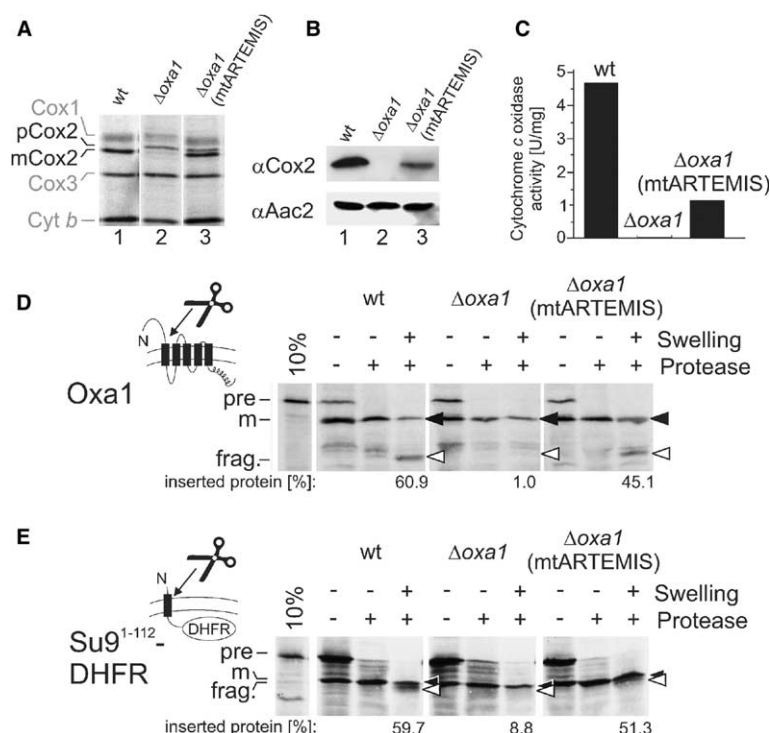 A
wt
Δoxa1
Δoxa1
(mtARTEMIS)
Cox1
pCox2
mCox2
Cox3
Cyt b
1 2 3
B
wt
Δoxa1
Δoxa1
(mtARTEMIS)
αCox2
αAac2
1 2 3
C
Cytochrome c oxidase
activity [U/mg]
5
4
3
2
1
0
wt
Δoxa1
Δoxa1
(mtARTEMIS)
D
N
Oxa1
10%
wt Δoxa1 Δoxa1
(mtARTEMIS)
- - + - - + - - + Swelling
- + + - + + - + + Protease
pre
m
frag.
inserted protein [%]: 60.9 1.0 45.1
E
N
DHFR
Su91-112-
DHFR
10%
wt Δoxa1 Δoxa1
(mtARTEMIS)
- - + - - + - - + Swelling
- + + - + + - + + Protease
pre
m
frag.
inserted protein [%]: 59.7 8.8 51.3